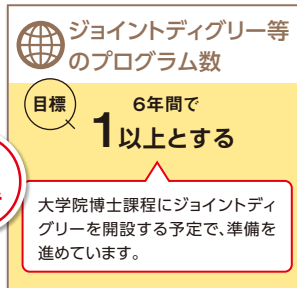 ジョイントディグリー等
のプログラム数
目標
6年間で
1以上とする
大学院博士課程にジョイントディ
グリーを開設する予定で、準備を
進めています。